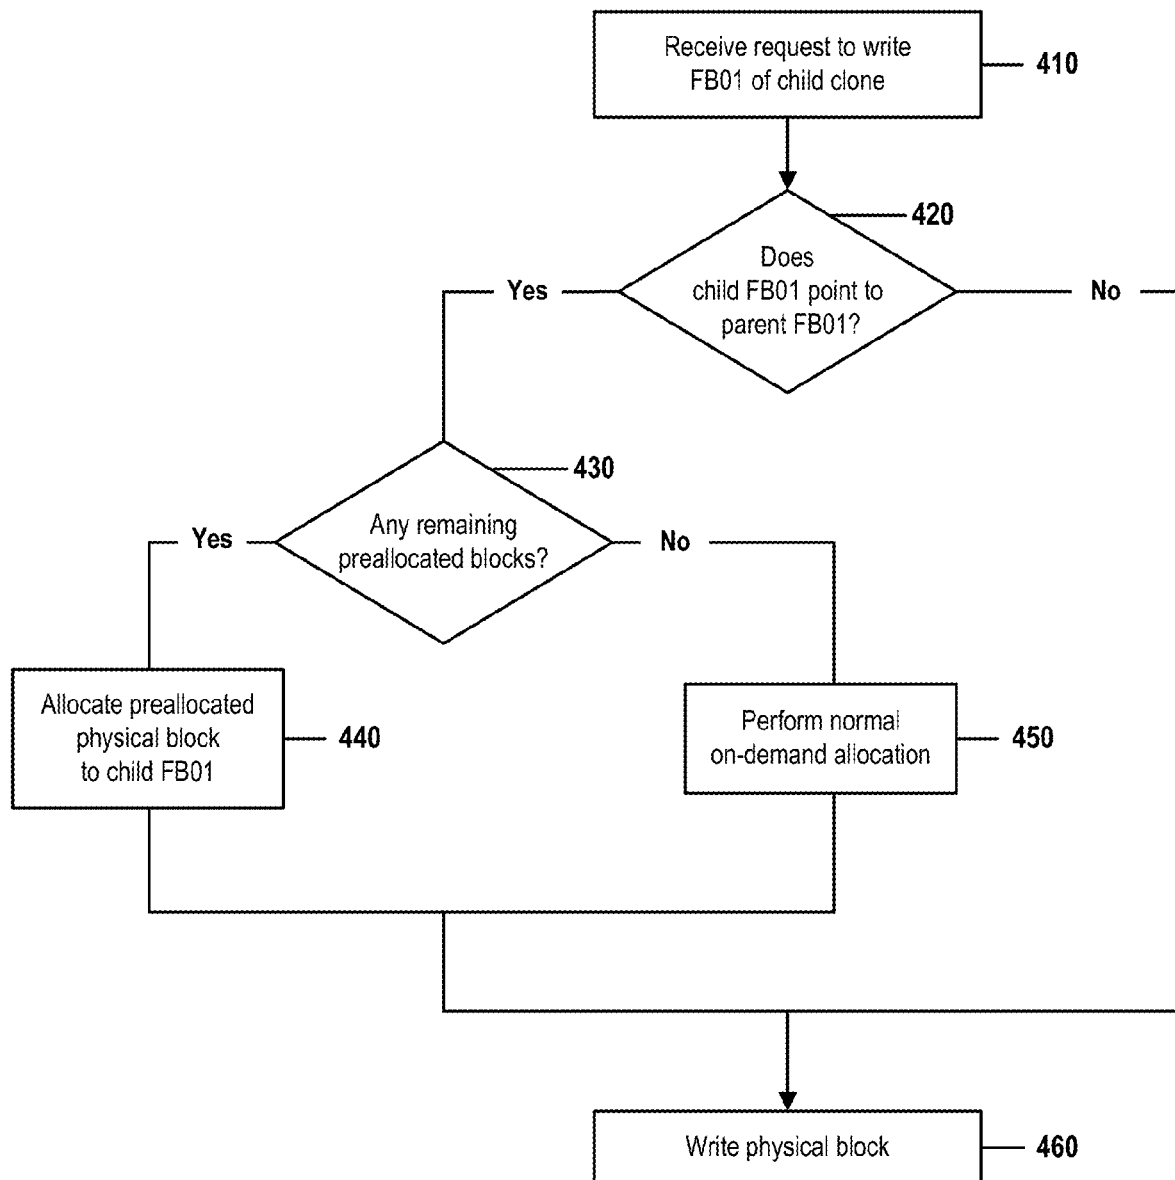 Receive request to write
FB01 of child clone
410
420
Does
child FB01 point to
parent FB01?
Yes
No
430
Any remaining
preallocated blocks?
Yes
No
Allocate preallocated
physical block
to child FB01
440
Perform normal
on-demand allocation
450
Write physical block
460